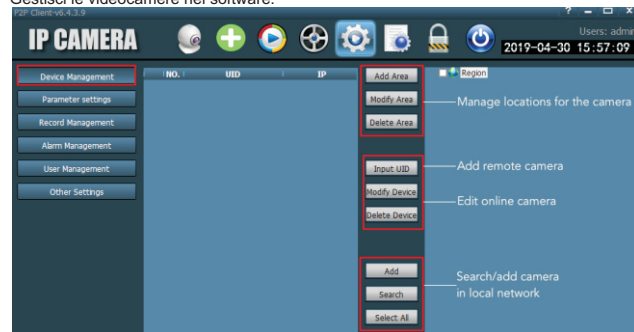 Gestisci le videocamere nel software.
P2P Client-v6.4.3.9
? - □ X
IP CAMERA
Users: admin
2019-04-30 15:57:09
Device Management
NO. UID IP
Add Area
Region
Parameter settings
Modify Area
Manage locations for the camera
Record Management
Delete Area
Alarm Management
User Management
Input UID
Add remote camera
Other Settings
Modify Device
Edit online camera
Delete Device
Add
Search/add camera
in local network
Search
Select All